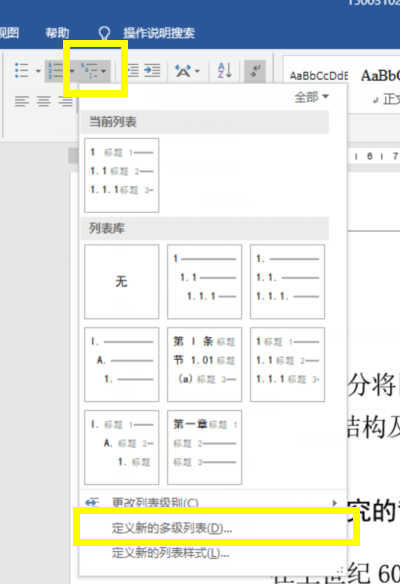 15003102
视图 帮助 操作说明搜索
AaBbCcDdE AaBbC
正文
全部
当前列表
1 标题 1
1.1 标题 2
1.1.1 标题 3
列表库
无
1
1.1
1.1.1
1.
1.1.
1.1.1.
I.
A.
1.
第 I 条 标题
节 1.01 标题
(a) 标题 3
1 标题 1
1.1 标题 2
1.1.1 标题 3
I. 标题 1
A. 标题 2
1. 标题
第一章 标题 1
标题 2
标题 3
更改列表级别(C)
定义新的多级列表(D)...
定义新的列表样式(L)...
6 7
分将
结构及
究的
在上世纪 60